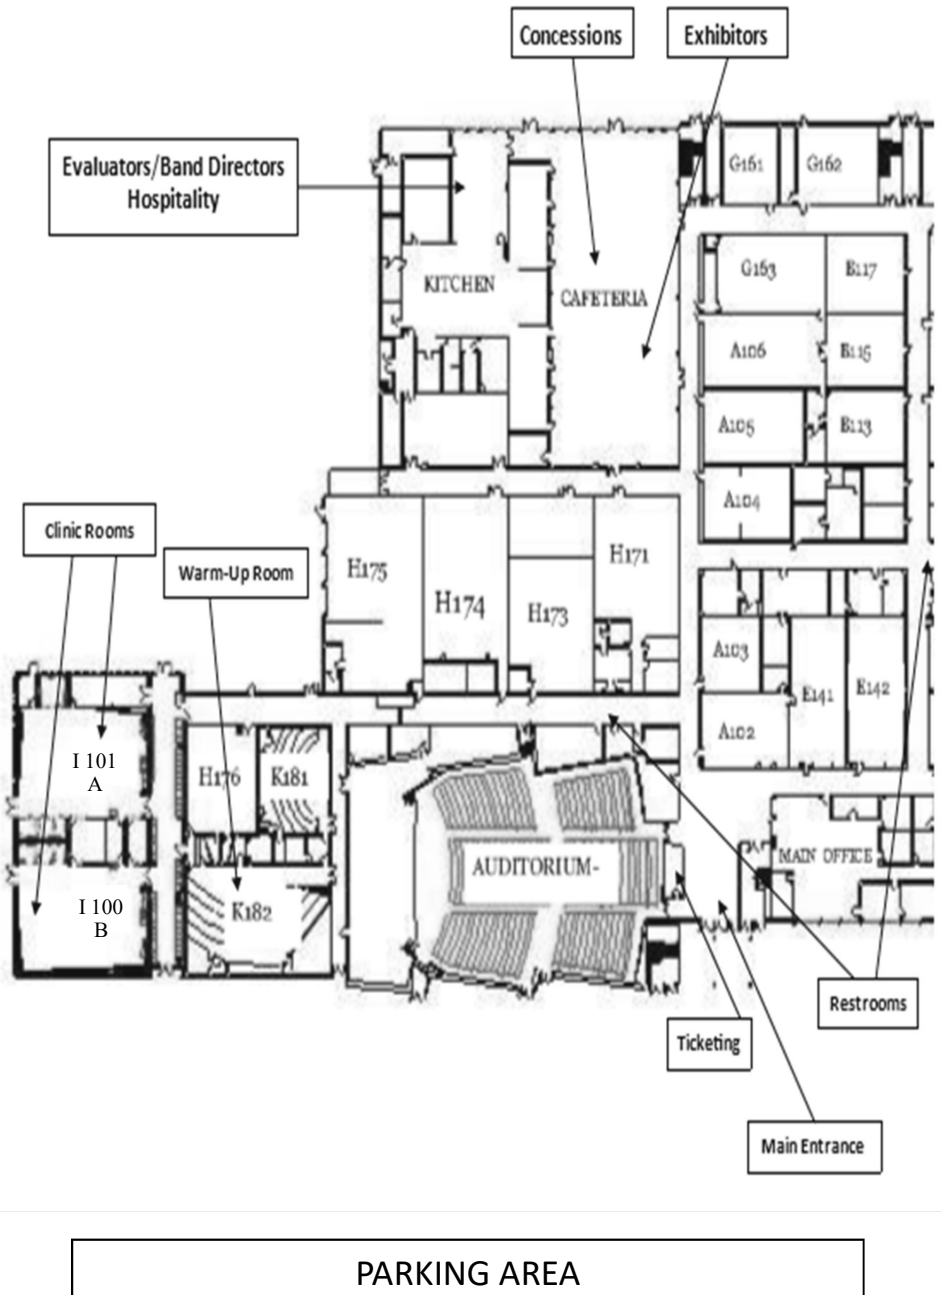 Concessions
Exhibitors
Evaluators/Band Directors
Hospitality
G161
G162
KITCHEN
CAFETERIA
G163
B117
A106
B115
A105
B113
A104
Clinic Rooms
Warm-Up Room
H175
H174
H173
H171
A103
E141
E142
A102
I 101
A
H176
K181
AUDITORIUM-
MAIN OFFICE
I 100
B
K182
Restrooms
Ticketing
Main Entrance
PARKING AREA